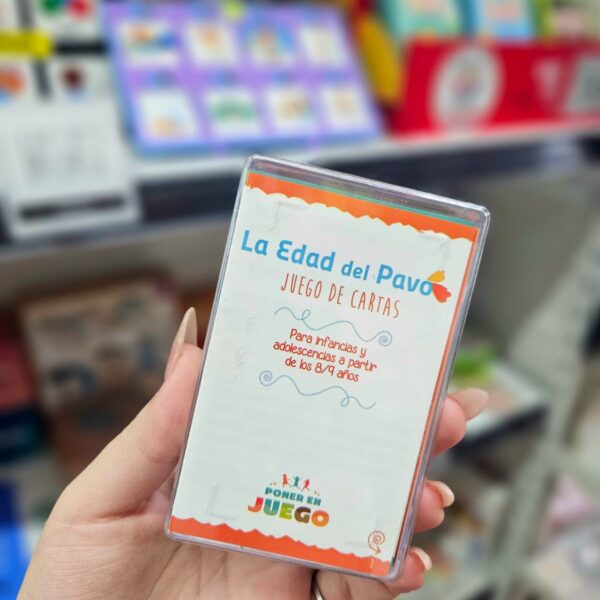 La Edad del Pavo
JUEGO DE CARTAS
Para infancias y
adolescencias a partir
de los 8/9 años
PONER EN
JUEGO